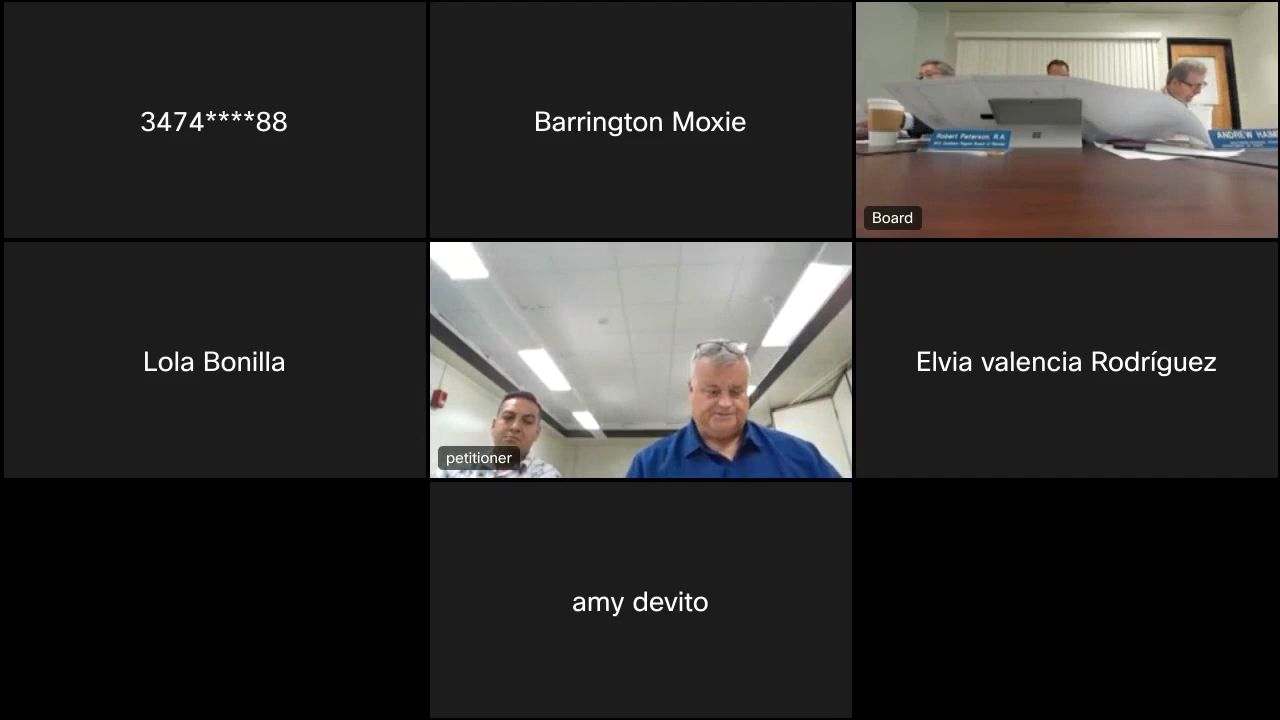 3474****88
Barrington Moxie
Robert Peterson, R.A.
ANDREW
Board
Lola Bonilla
petitioner
Elvia valencia Rodríguez
amy devito